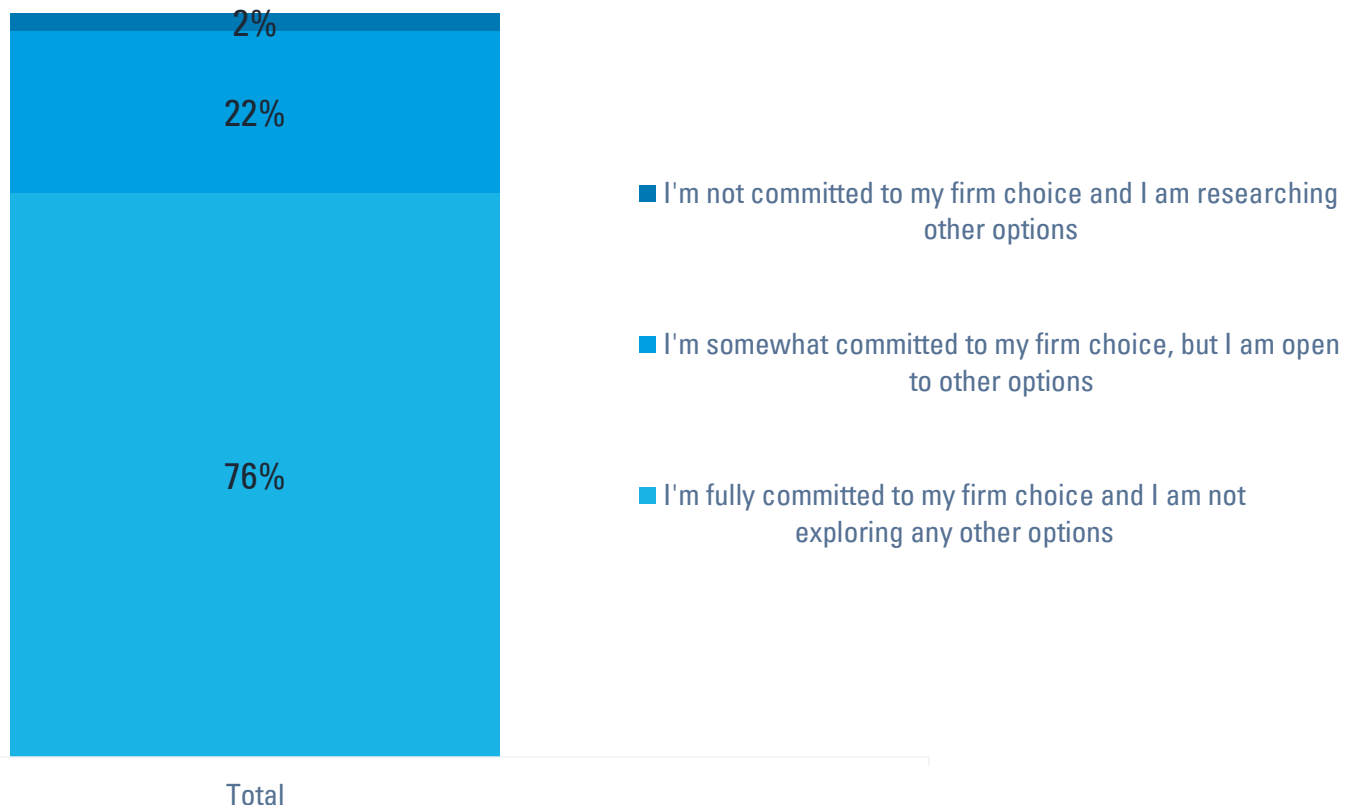 2%
22%
76%
Total
I'm not committed to my firm choice and I am researching
other options
I'm somewhat committed to my firm choice, but I am open
to other options
I'm fully committed to my firm choice and I am not
exploring any other options